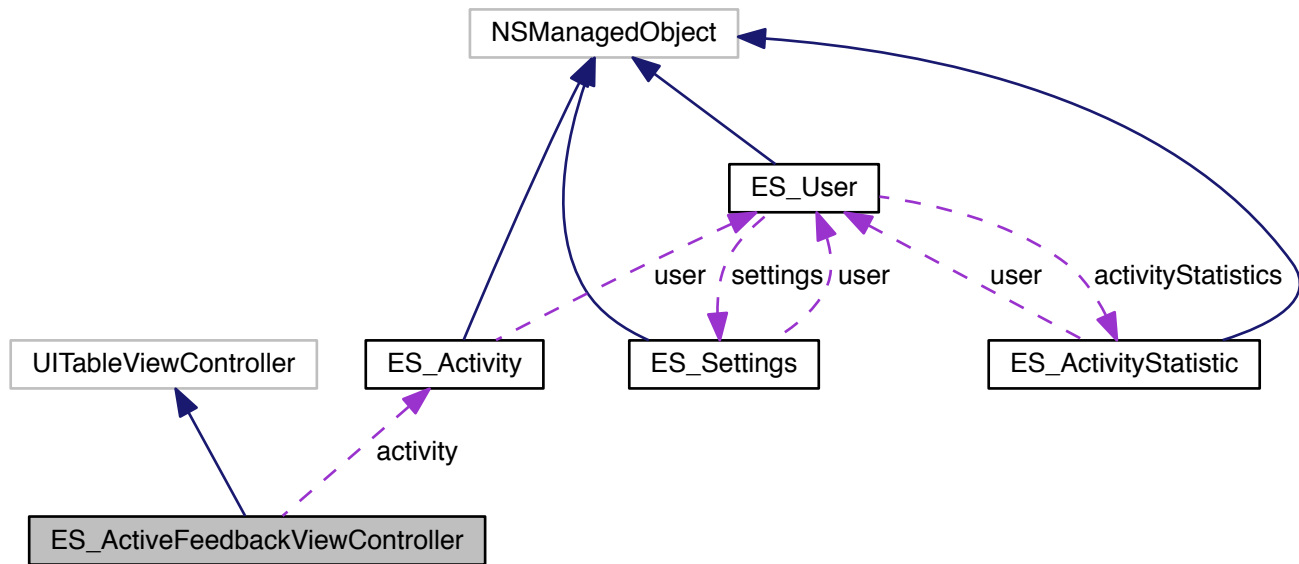 NSManagedObject
ES_User
user
settings
user
user
activityStatistics
UITableViewController
ES_Activity
ES_Settings
ES_ActivityStatistic
activity
ES_ActiveFeedbackViewController